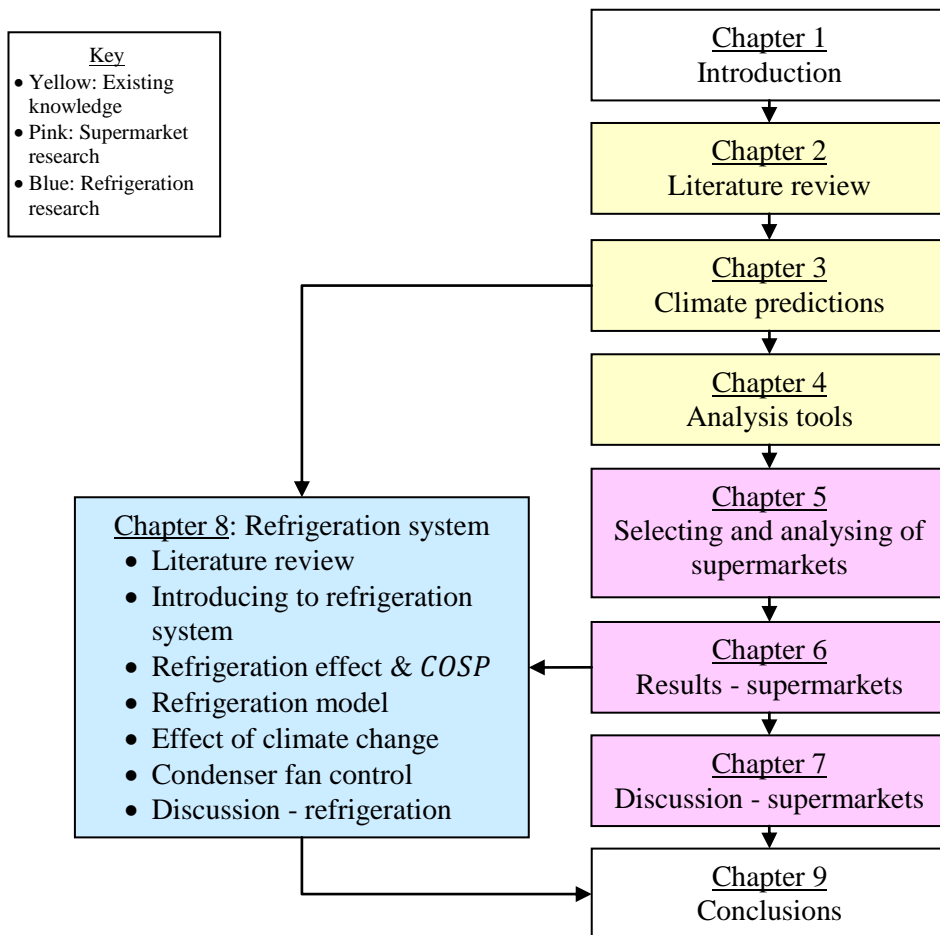 Key
• Yellow: Existing
knowledge
• Pink: Supermarket
research
• Blue: Refrigeration
research
Chapter 1
Introduction
Chapter 2
Literature review
Chapter 3
Climate predictions
Chapter 4
Analysis tools
Chapter 5
Selecting and analysing of
supermarkets
Chapter 6
Results - supermarkets
Chapter 7
Discussion - supermarkets
Chapter 8: Refrigeration system
• Literature review
• Introducing to refrigeration
system
• Refrigeration effect & COSP
• Refrigeration model
• Effect of climate change
• Condenser fan control
• Discussion - refrigeration
Chapter 9
Conclusions